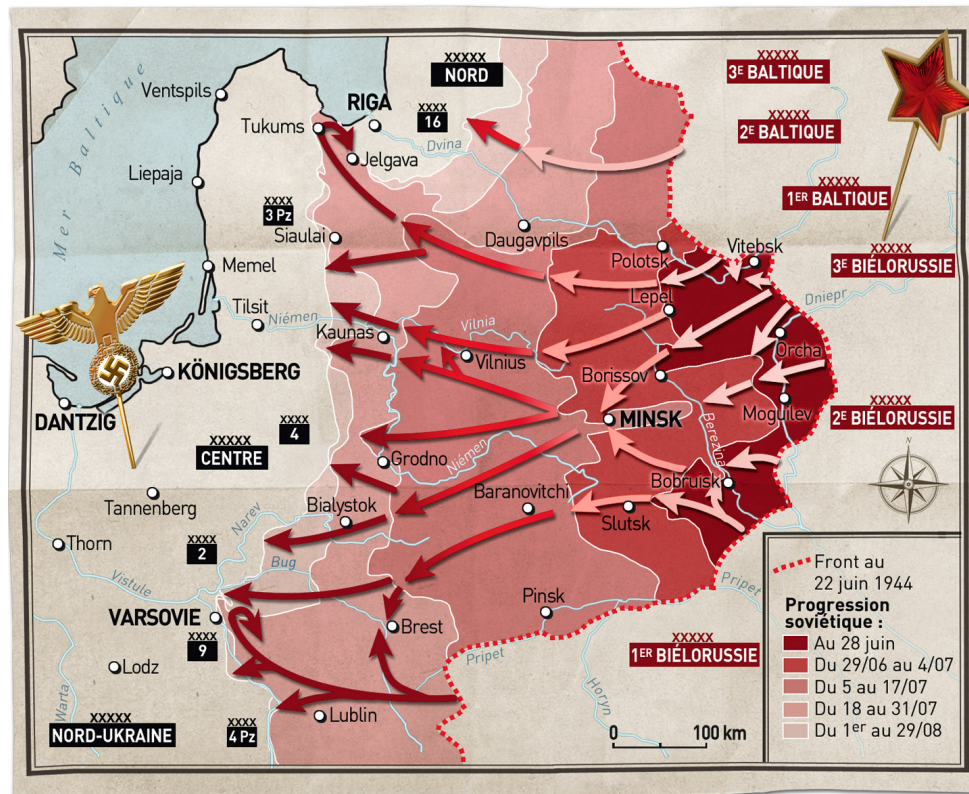 XXXXX
NORD
XXXXX
3E BALTIQUE
Ventspils
RIGA
XXXX
16
XXXXX
2E BALTIQUE
Tukums
Dvina
Jelgava
Mer Baltique
Liepaja
XXXXX
1ER BALTIQUE
XXXX
3 Pz
Siaulai
Daugavpils
Polotsk
Vitebsk
XXXXX
3E BIÉLORUSSIE
Memel
Dniepr
Tilsit
Niémen
Lepel
Kaunas
Vilnia
Vilnius
Orcha
KÖNIGSBERG
Borissov
DANTZIG
MINSK
Moguilev
XXXXX
2E BIÉLORUSSIE
XXXX
4
XXXXX
CENTRE
Berezina
N
Grodno
Niémen
Bobruisk
Tannenberg
Bialystok
Baranovitchi
Slutsk
Narev
Thorn
XXXX
2
Bug
Vistule
Pripet
VARSOVIE
Pinsk
Brest
XXXX
9
Pripet
XXXXX
1ER BIÉLORUSSIE
Lodz
Warta
Horyn
Lublin
XXXXX
NORD-UKRAINE
XXXX
4 Pz
0 100 km
Front au
22 juin 1944
Progression
soviétique :
Au 28 juin
Du 29/06 au 4/07
Du 5 au 17/07
Du 18 au 31/07
Du 1er au 29/08